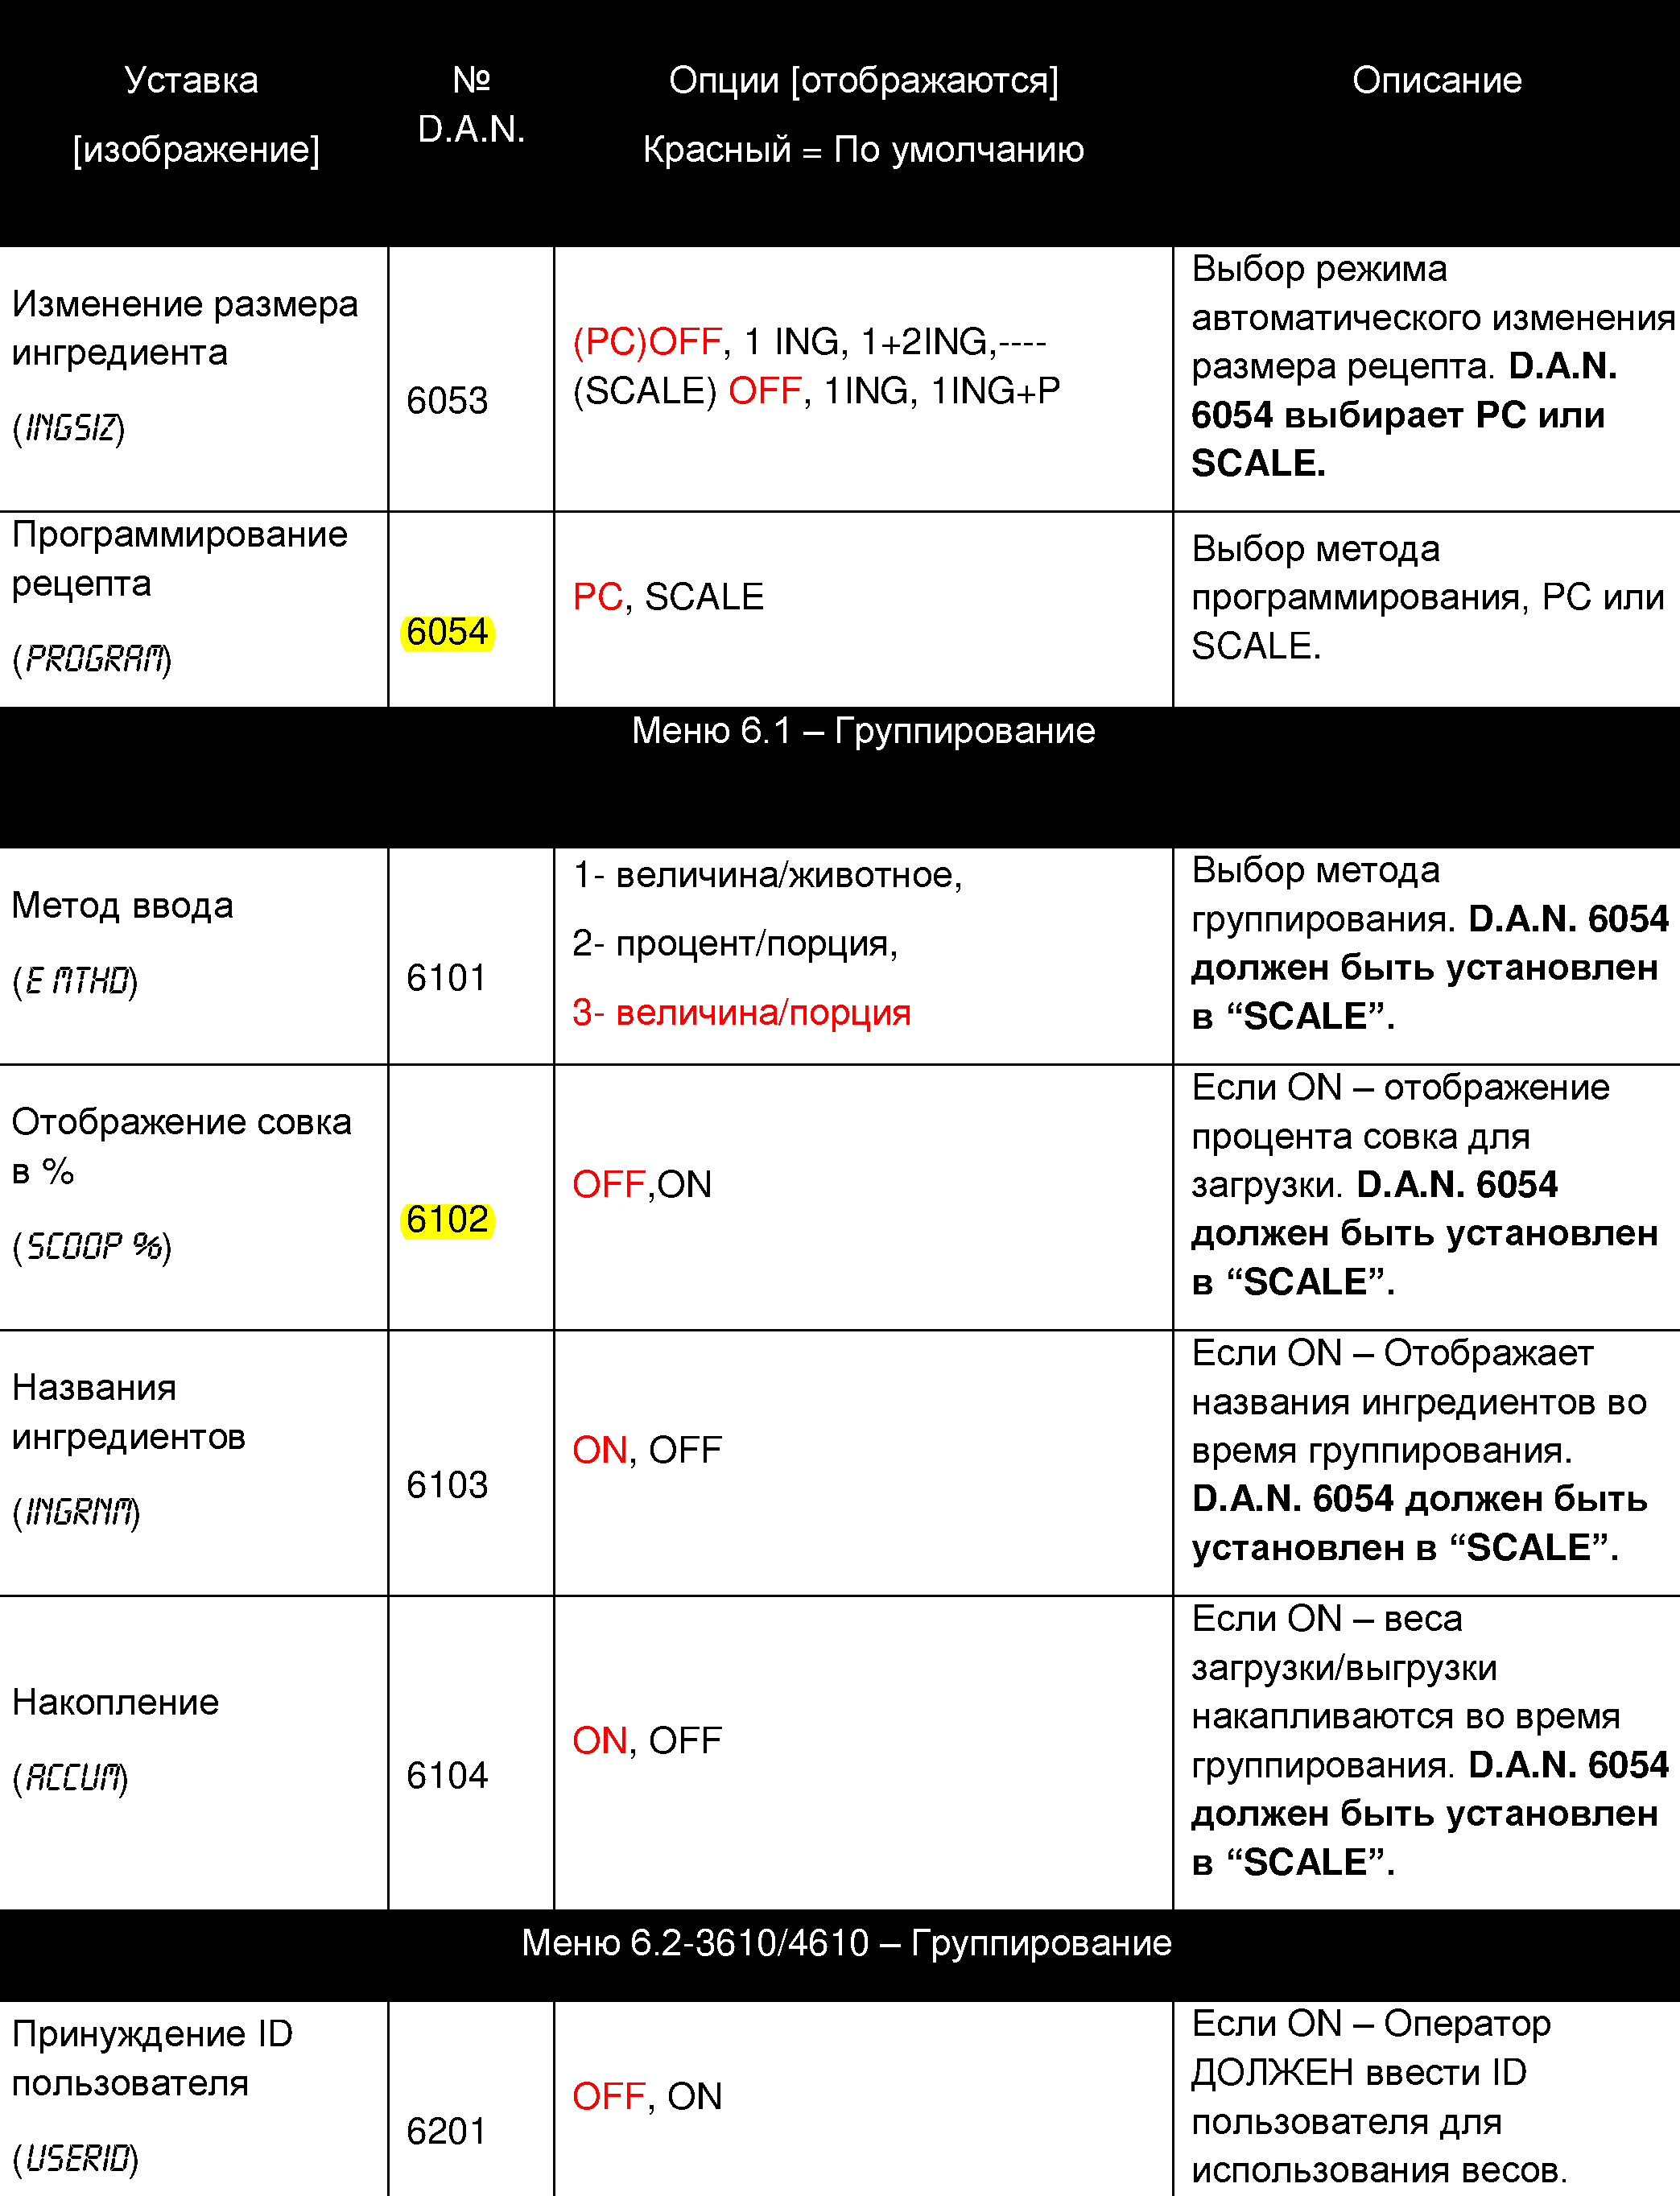 Уставка
[изображение]
№
D.A.N.
Опции [отображаются]
Красный = По умолчанию
Описание
Изменение размера
ингредиента
(INGSIZ)
6053
(PC)OFF, 1 ING, 1+2ING,----
(SCALE) OFF, 1ING, 1ING+P
Выбор режима
автоматического изменения
размера рецепта. D.A.N.
6054 выбирает PC или
SCALE.
Программирование
рецепта
(PROGRAM)
6054
PC, SCALE
Выбор метода
программирования, PC или
SCALE.
Меню 6.1 – Группирование
Метод ввода
(E MTHD)
6101
1- величина/животное,
2- процент/порция,
3- величина/порция
Выбор метода
группирования. D.A.N. 6054
должен быть установлен
в “SCALE”.
Отображение совка
в %
(SCOOP %)
6102
OFF,ON
Если ON – отображение
процента совка для
загрузки. D.A.N. 6054
должен быть установлен
в “SCALE”.
Названия
ингредиентов
(INGRNM)
6103
ON, OFF
Если ON – Отображает
названия ингредиентов во
время группирования.
D.A.N. 6054 должен быть
установлен в “SCALE”.
Накопление
(ACCUM)
6104
ON, OFF
Если ON – веса
загрузки/выгрузки
накапливаются во время
группирования. D.A.N. 6054
должен быть установлен
в “SCALE”.
Меню 6.2-3610/4610 – Группирование
Принуждение ID
пользователя
(USERID)
6201
OFF, ON
Если ON – Оператор
ДОЛЖЕН ввести ID
пользователя для
использования весов.